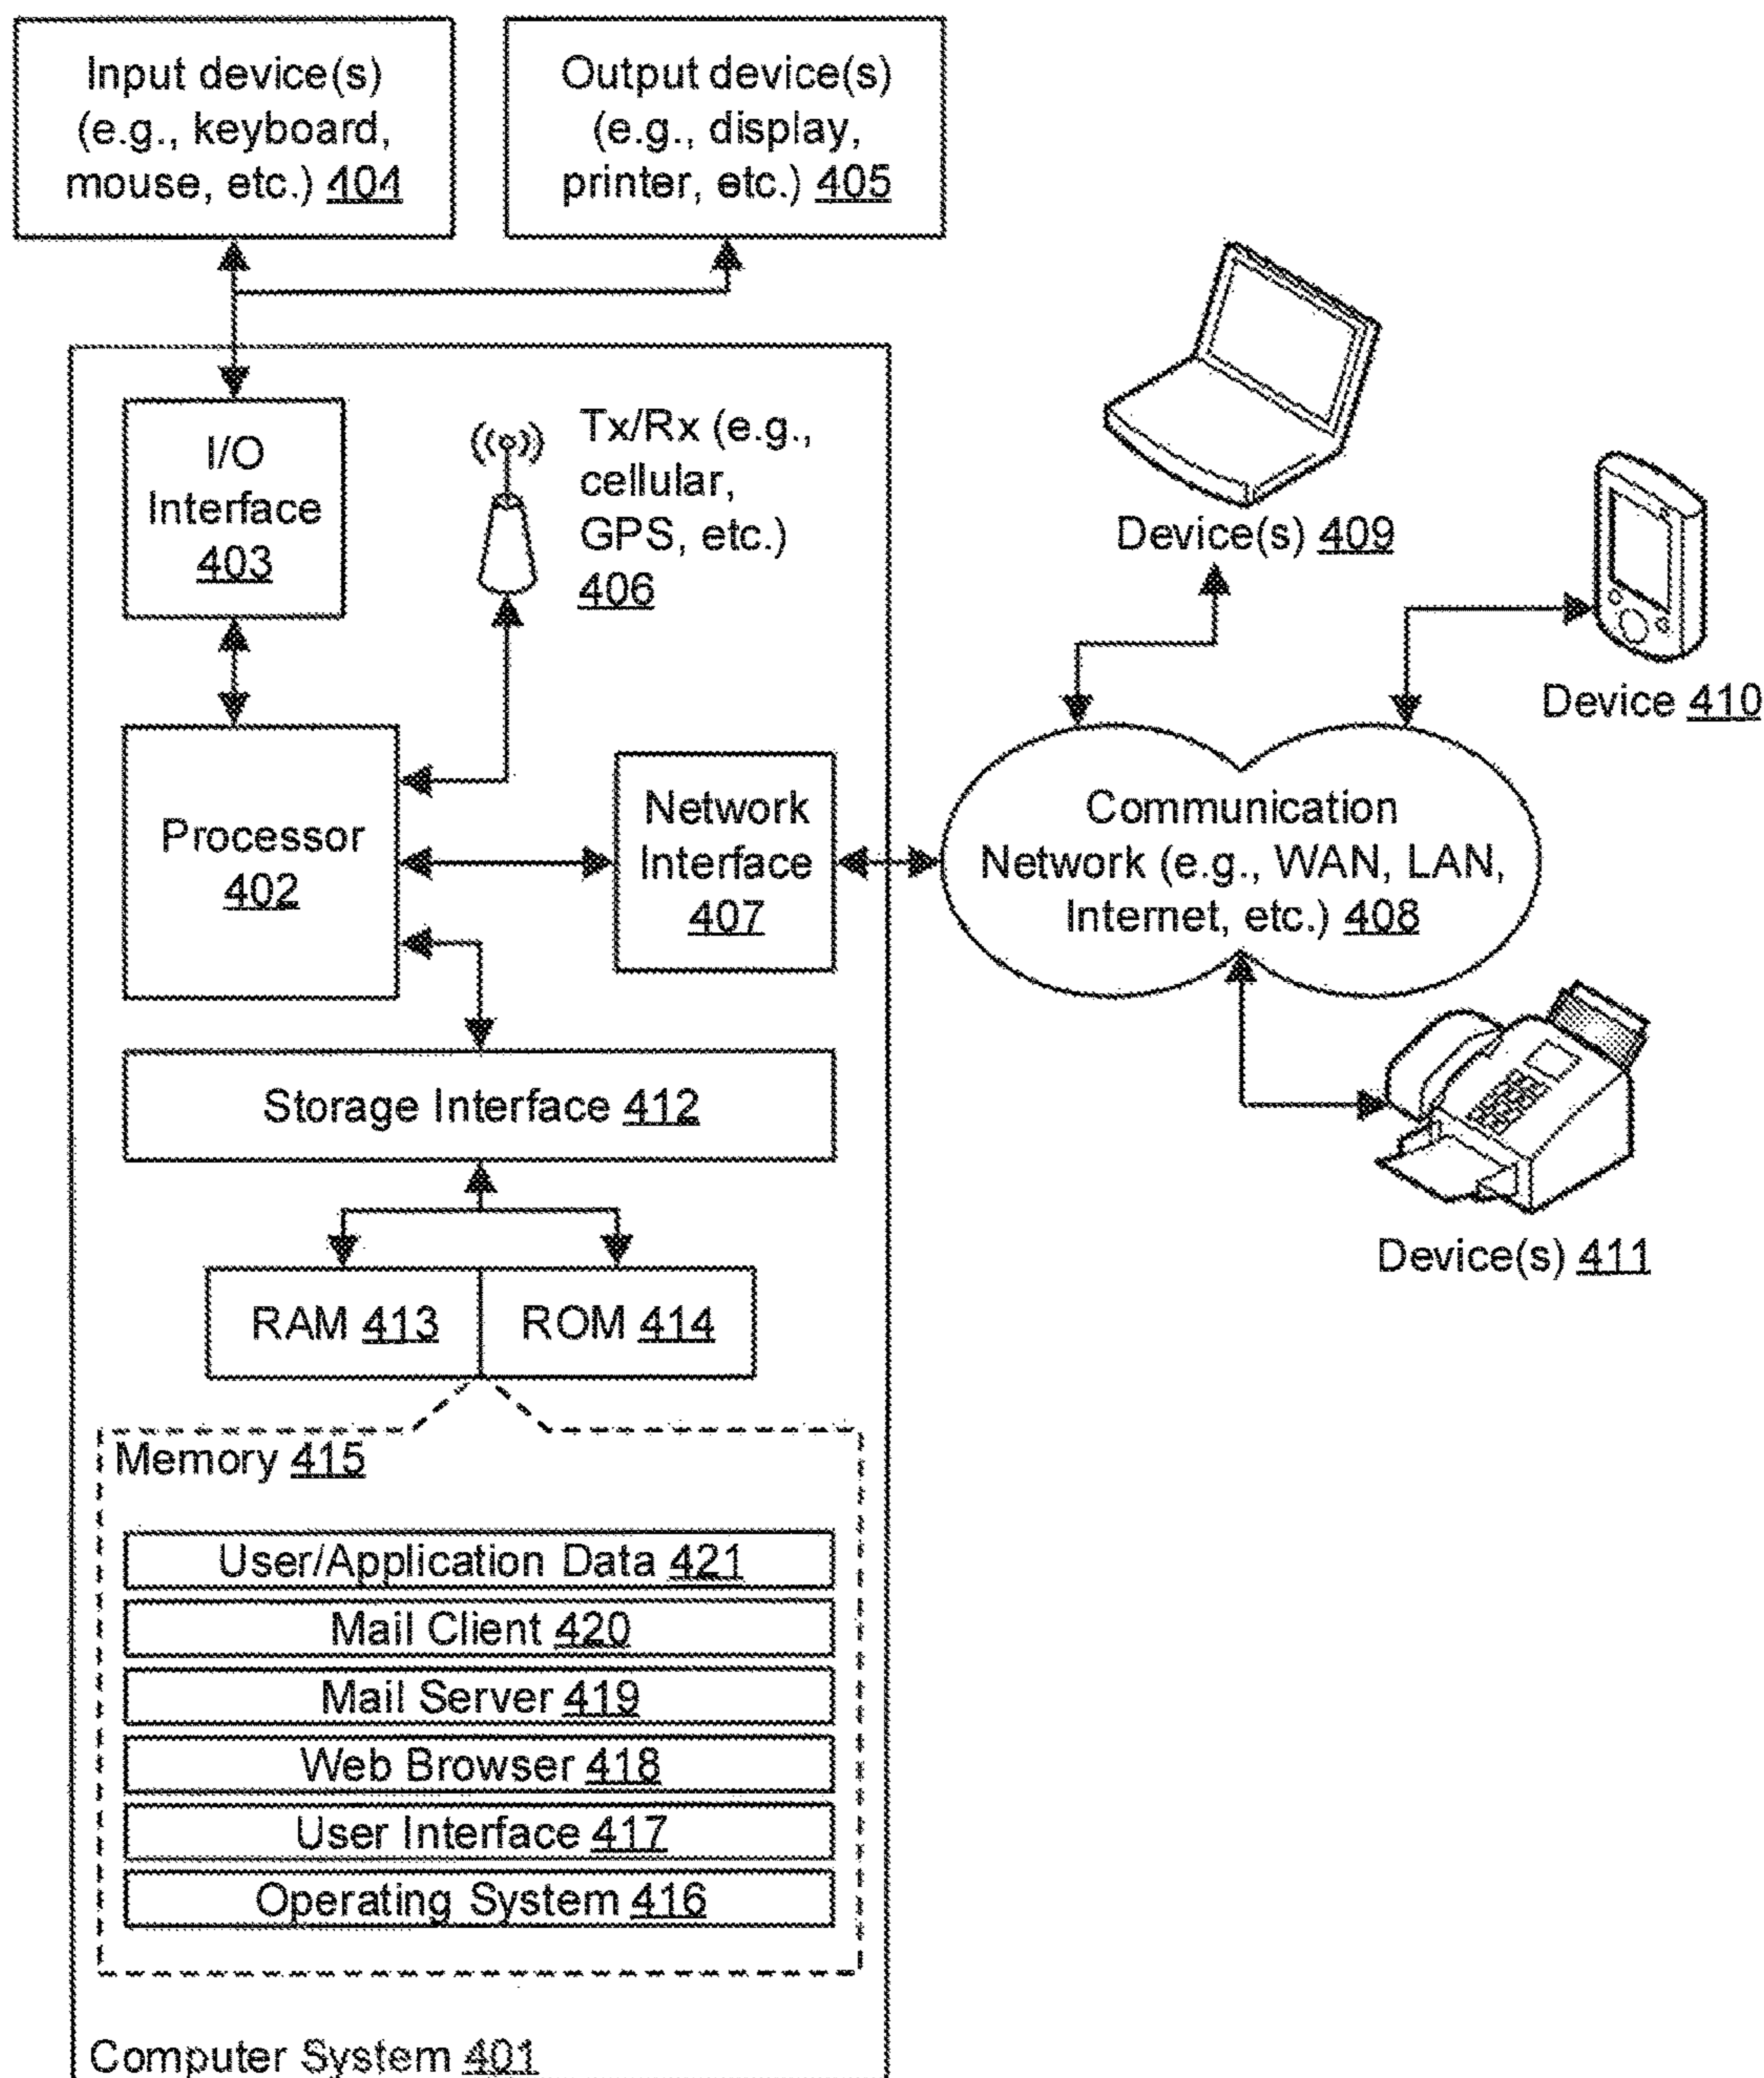 Input device(s)
(e.g., keyboard,
mouse, etc.) 404
Output device(s)
(e.g., display,
printer, etc.) 405
I/O
Interface
403
Tx/Rx (e.g.,
cellular,
GPS, etc.)
406
Device(s) 409
Device 410
Processor
402
Network
Interface
407
Communication
Network (e.g., WAN, LAN,
Internet, etc.) 408
Storage Interface 412
Device(s) 411
RAM 413
ROM 414
Memory 415
User/Application Data 421
Mail Client 420
Mail Server 419
Web Browser 418
User Interface 417
Operating System 416
Computer System 401